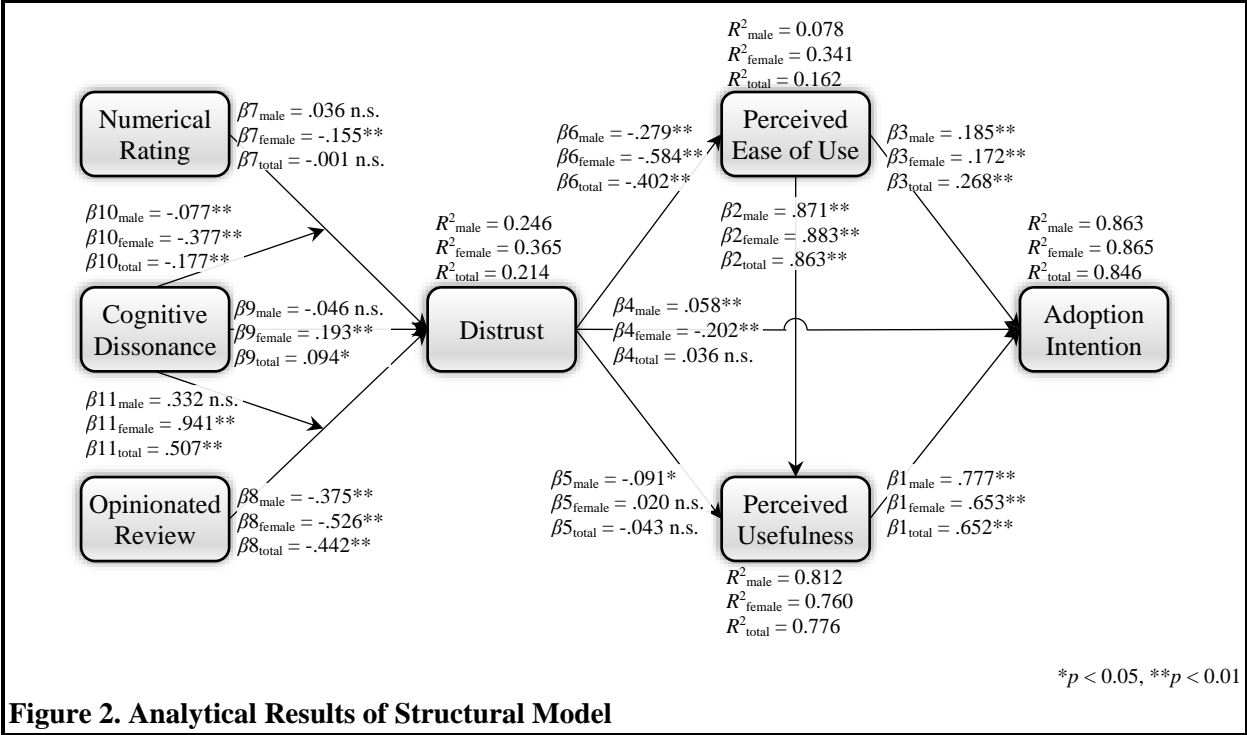 R²male = 0.078
R²female = 0.341
R²total = 0.162
Numerical
Rating
β7male = .036 n.s.
β7female = -.155**
β7total = -.001 n.s.
β6male = -.279**
β6female = -.584**
β6total = -.402**
Perceived
Ease of Use
β3male = .185**
β3female = .172**
β3total = .268**
β10male = -.077**
β10female = -.377**
β10total = -.177**
R²male = 0.246
R²female = 0.365
R²total = 0.214
β2male = .871**
β2female = .883**
β2total = .863**
R²male = 0.863
R²female = 0.865
R²total = 0.846
Cognitive
Dissonance
β9male = -.046 n.s.
β9female = .193**
β9total = .094*
Distrust
β4male = .058**
β4female = -.202**
β4total = .036 n.s.
Adoption
Intention
β11male = .332 n.s.
β11female = .941**
β11total = .507**
Opinionated
Review
β8male = -.375**
β8female = -.526**
β8total = -.442**
β5male = -.091*
β5female = .020 n.s.
β5total = -.043 n.s.
Perceived
Usefulness
β1male = .777**
β1female = .653**
β1total = .652**
R²male = 0.812
R²female = 0.760
R²total = 0.776
*p < 0.05, **p < 0.01
Figure 2. Analytical Results of Structural Model